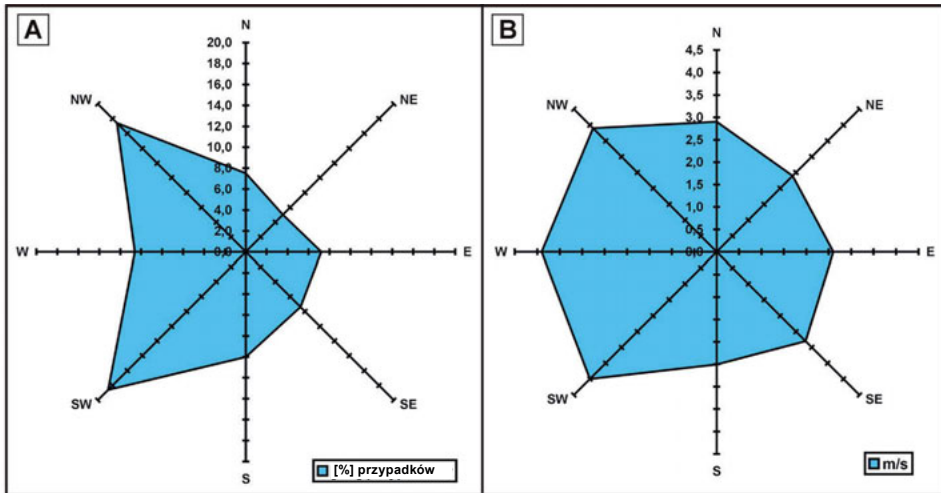 A
N
20,0
18,0
16,0
14,0
12,0
10,0
8,0
6,0
4,0
2,0
0,0
NW
NE
W
E
SW
SE
S
[%] przypadków
B
N
4,5
4,0
3,5
3,0
2,5
2,0
1,5
1,0
0,5
0,0
NW
NE
W
E
SW
SE
S
m/s